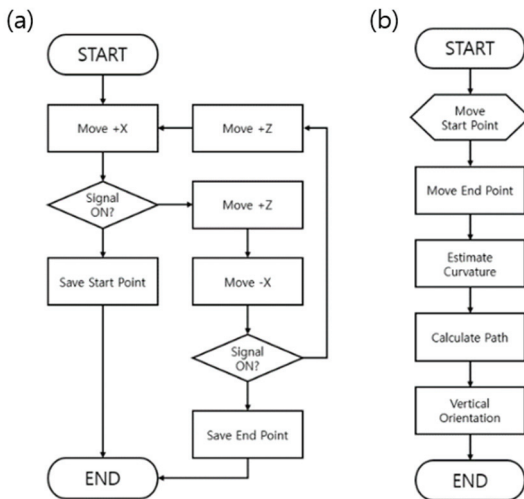 (a)
START
Move +X
Move +Z
Signal
ON?
Move +Z
Save Start Point
Move -X
Signal
ON?
Save End Point
END
(b)
START
Move
Start Point
Move End Point
Estimate
Curvature
Calculate Path
Vertical
Orientation
END